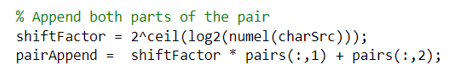 % Append both parts of the pair
shiftFactor = 2^ceil(log2(numel(charSrc)));
pairAppend =  shiftFactor * pairs(:,1) + pairs(:,2);